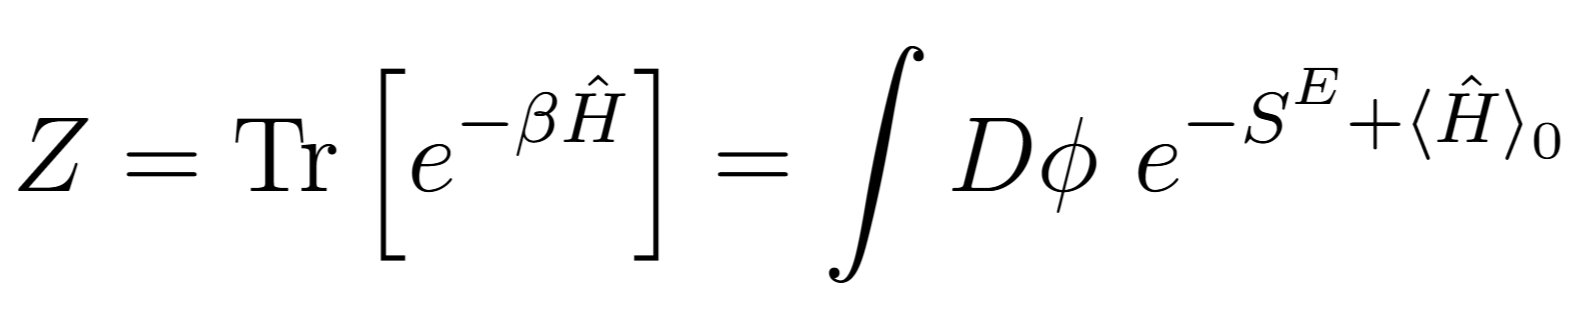 Z = Tr [e^{-βĤ}] = ∫ Dϕ e^{-S^E+⟨Ĥ⟩_0}